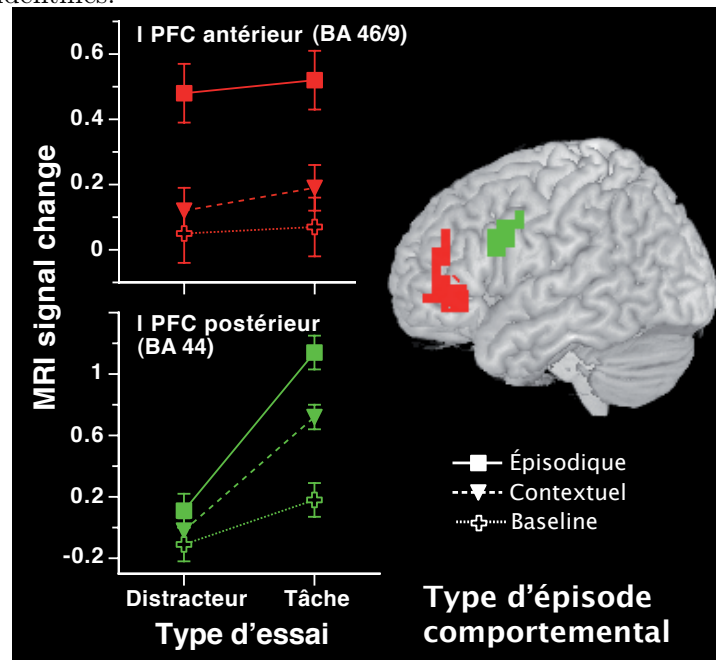 identifiés.
l PFC antérieur (BA 46/9)
0.6
0.4
0.2
0
MRI signal change
l PFC postérieur
(BA 44)
1
0.6
0.2
-0.2
Distracteur Tâche
Type d'essai
Épisodique
Contextuel
Baseline
Type d'épisode
comportemental